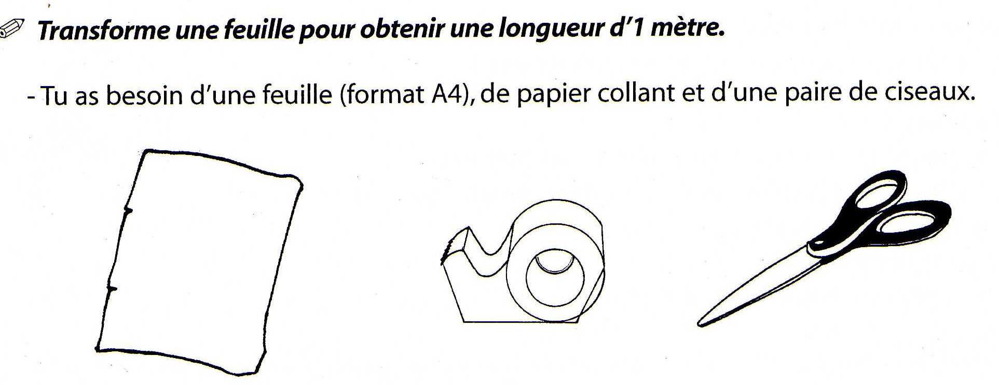 Transforme une feuille pour obtenir une longueur d'1 mètre.
- Tu as besoin d'une feuille (format A4), de papier collant et d'une paire de ciseaux.